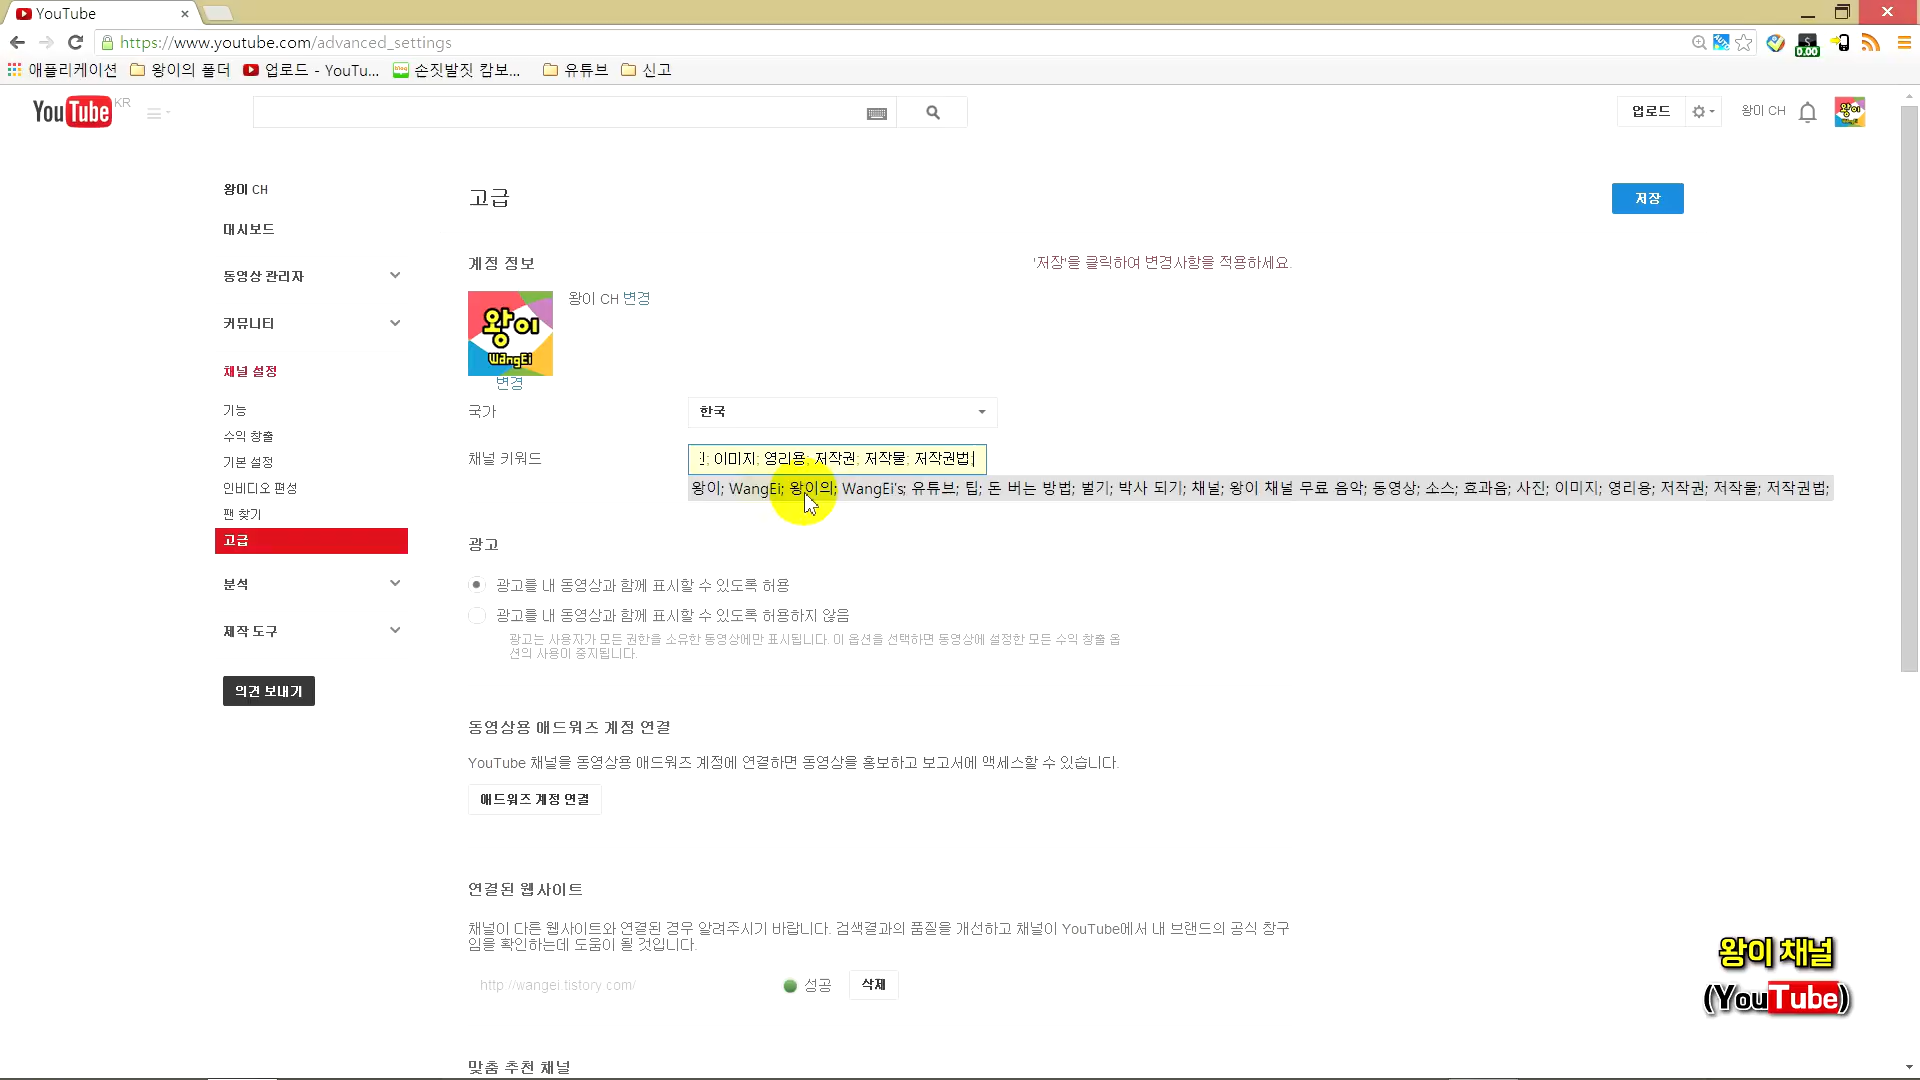 YouTube
https://www.youtube.com/advanced_settings
0.00
애플리케이션 왕이의 폴더 업로드 - YouTu... 손짓발짓 캄보... 유튜브 신고
YouTube KR 업로드 왕이 CH
왕이 CH
대시보드
동영상 관리자
커뮤니티
채널 설정
기능
수익 창출
기본 설정
인비디오 편성
팬 찾기
고급
분석
제작 도구
의견 보내기
고급
저장
계정 정보
'저장'을 클릭하여 변경사항을 적용하세요.
왕이
WangEi
왕이 CH 변경
변경
국가 한국
채널 키워드 ; 이미지; 영리용; 저작권; 저작물; 저작권법;
왕이; WangEi; 왕이의; WangEi's; 유튜브; 팁; 돈 버는 방법; 벌기; 박사 되기; 채널; 왕이 채널 무료 음악; 동영상; 소스; 효과음; 사진; 이미지; 영리용; 저작권; 저작물; 저작권법;
광고
광고를 내 동영상과 함께 표시할 수 있도록 허용
광고를 내 동영상과 함께 표시할 수 있도록 허용하지 않음
광고는 사용자가 모든 권한을 소유한 동영상에만 표시됩니다. 이 옵션을 선택하면 동영상에 설정한 모든 수익 창출 옵
션의 사용이 중지됩니다.
동영상용 애드워즈 계정 연결
YouTube 채널을 동영상용 애드워즈 계정에 연결하면 동영상을 홍보하고 보고서에 액세스할 수 있습니다.
애드워즈 계정 연결
연결된 웹사이트
채널이 다른 웹사이트와 연결된 경우 알려주시기 바랍니다. 검색결과의 품질을 개선하고 채널이 YouTube에서 내 브랜드의 공식 창구
임을 확인하는데 도움이 될 것입니다.
http://wangei.tistory.com/ 성공 삭제
맞춤 추천 채널
왕이 채널
(YouTube)